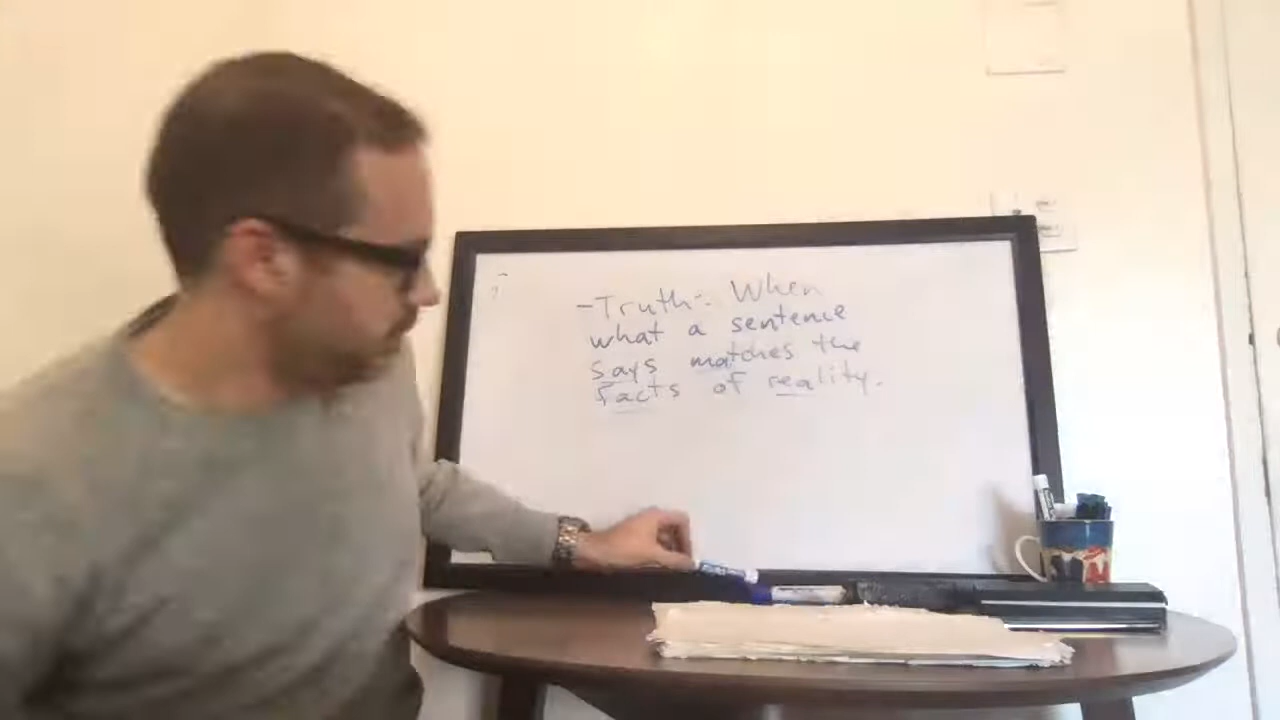 -Truth:. When
what a sentence
says matches the
facts of reality.